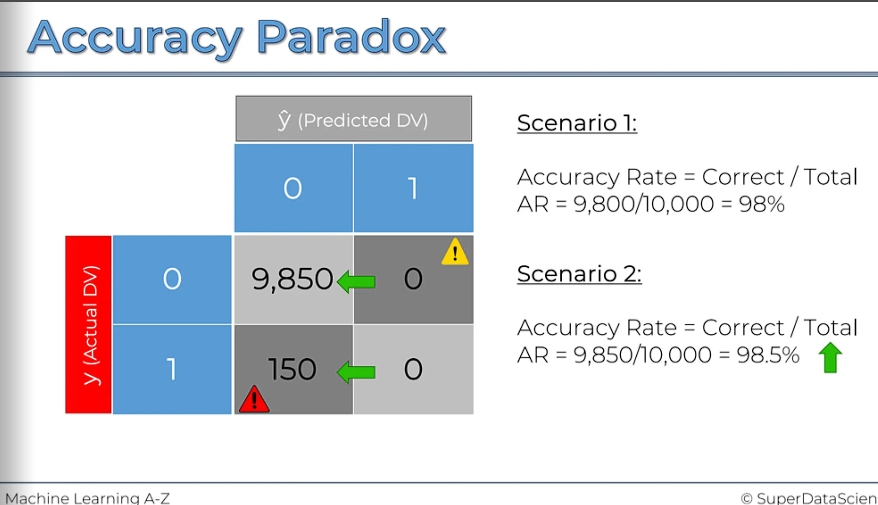 Accuracy Paradox
ŷ (Predicted DV)
0 1
y (Actual DV)
0 9,850 0
1 150 0
Scenario 1:
Accuracy Rate = Correct / Total
AR = 9,800/10,000 = 98%
Scenario 2:
Accuracy Rate = Correct / Total
AR = 9,850/10,000 = 98.5%
Machine Learning A-Z
© SuperDataScien